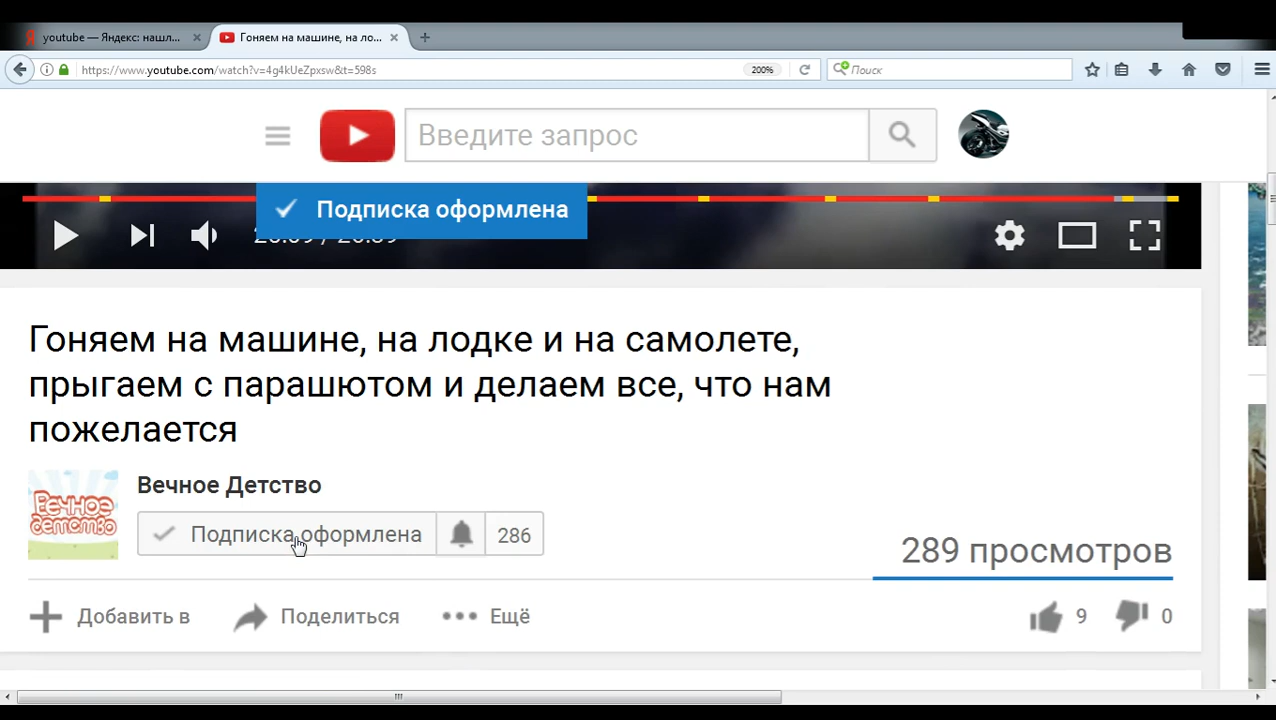 youtube — Яндекс: нашл...
Гоняем на машине, на ло...
https://www.youtube.com/watch?v=4g4kUeZpxsw&t=598s
200%
Поиск
Введите запрос
Подписка оформлена
Гоняем на машине, на лодке и на самолете,
прыгаем с парашютом и делаем все, что нам
пожелается
Вечное
детство
Вечное Детство
Подписка оформлена
286
289 просмотров
Добавить в
Поделиться
Ещё
9
0